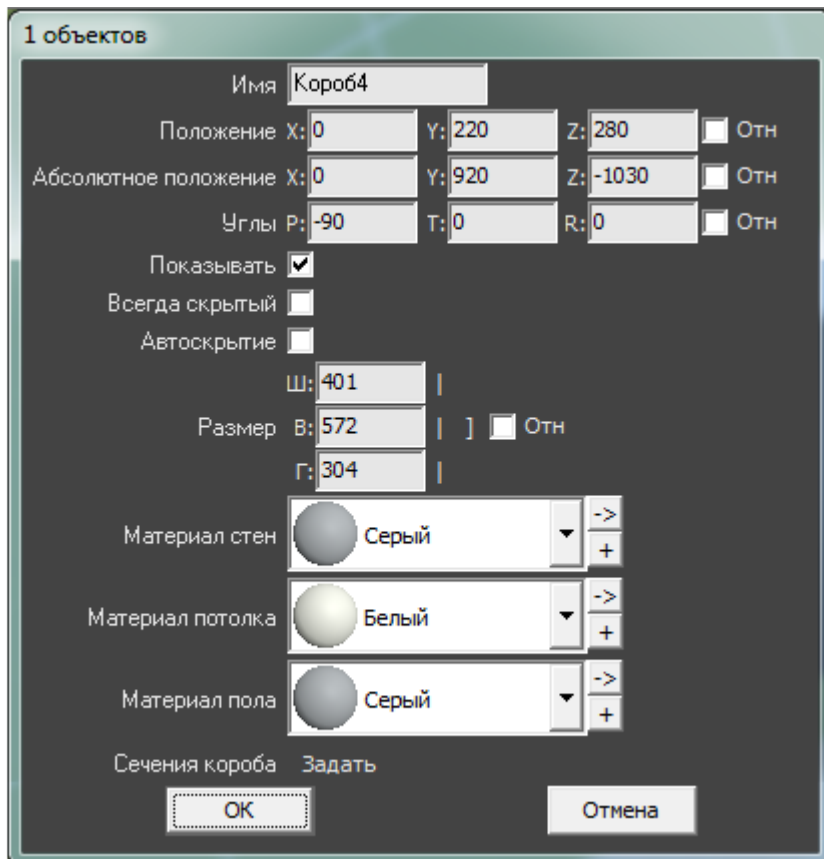 1 объектов
Имя Короб4
Положение X: 0 Y: 220 Z: 280 Отн
Абсолютное положение X: 0 Y: 920 Z: -1030 Отн
Углы P: -90 T: 0 R: 0 Отн
Показывать
Всегда скрытый
Автоскрытие
Ш: 401 |
Размер В: 572 | ] Отн
Г: 304 |
Материал стен Серый -> +
Материал потолка Белый -> +
Материал пола Серый -> +
Сечения короба Задать
OK Отмена